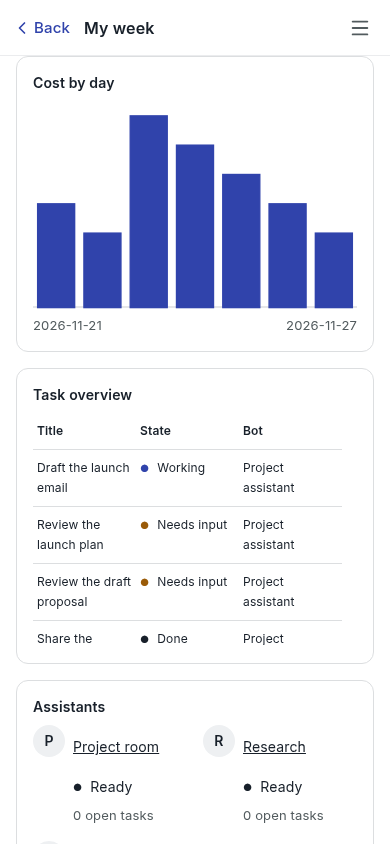 Back My week
Cost by day
2026-11-21 2026-11-27
Task overview
Title State Bot
Draft the launch email Working Project assistant
Review the launch plan Needs input Project assistant
Review the draft proposal Needs input Project assistant
Share the Done Project
Assistants
P Project room R Research
Ready Ready
0 open tasks 0 open tasks